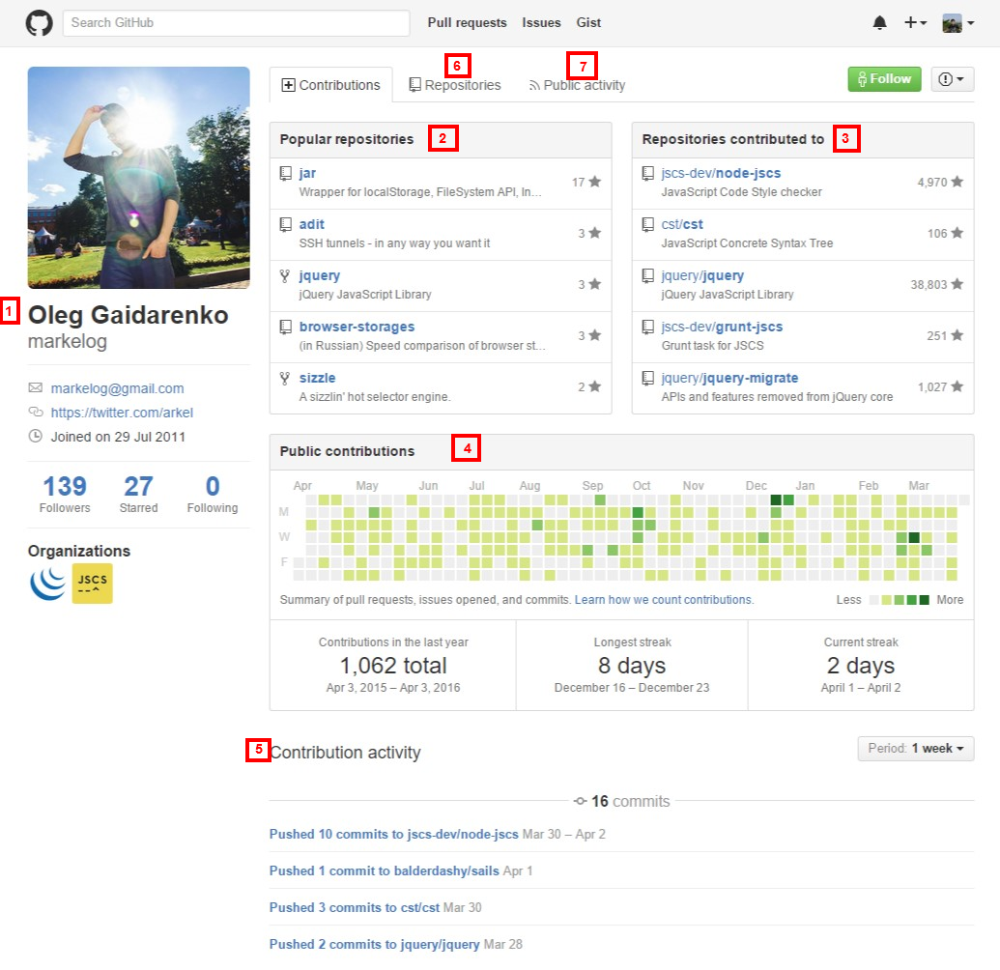 Search GitHub
Pull requests Issues Gist
6 7
Contributions Repositories Public activity Follow
1
Oleg Gaidarenko
markelog
markelog@gmail.com
https://twitter.com/arkel
Joined on 29 Jul 2011
139 27 0
Followers Starred Following
Organizations
JSCS
Popular repositories 2
jar
Wrapper for localStorage, FileSystem API, In… 17
adit
SSH tunnels - in any way you want it 3
jquery
jQuery JavaScript Library 3
browser-storages
(in Russian) Speed comparison of browser st… 3
sizzle
A sizzlin' hot selector engine. 2
Repositories contributed to 3
jscs-dev/node-jscs
JavaScript Code Style checker 4,970
cst/cst
JavaScript Concrete Syntax Tree 106
jquery/jquery
jQuery JavaScript Library 38,803
jscs-dev/grunt-jscs
Grunt task for JSCS 251
jquery/jquery-migrate
APIs and features removed from jQuery core 1,027
Public contributions 4
Apr May Jun Jul Aug Sep Oct Nov Dec Jan Feb Mar
M
W
F
Summary of pull requests, issues opened, and commits. Learn how we count contributions. Less More
Contributions in the last year
1,062 total
Apr 3, 2015 – Apr 3, 2016
Longest streak
8 days
December 16 – December 23
Current streak
2 days
April 1 – April 2
5 Contribution activity Period: 1 week
16 commits
Pushed 10 commits to jscs-dev/node-jscs Mar 30 – Apr 2
Pushed 1 commit to balderdashy/sails Apr 1
Pushed 3 commits to cst/cst Mar 30
Pushed 2 commits to jquery/jquery Mar 28